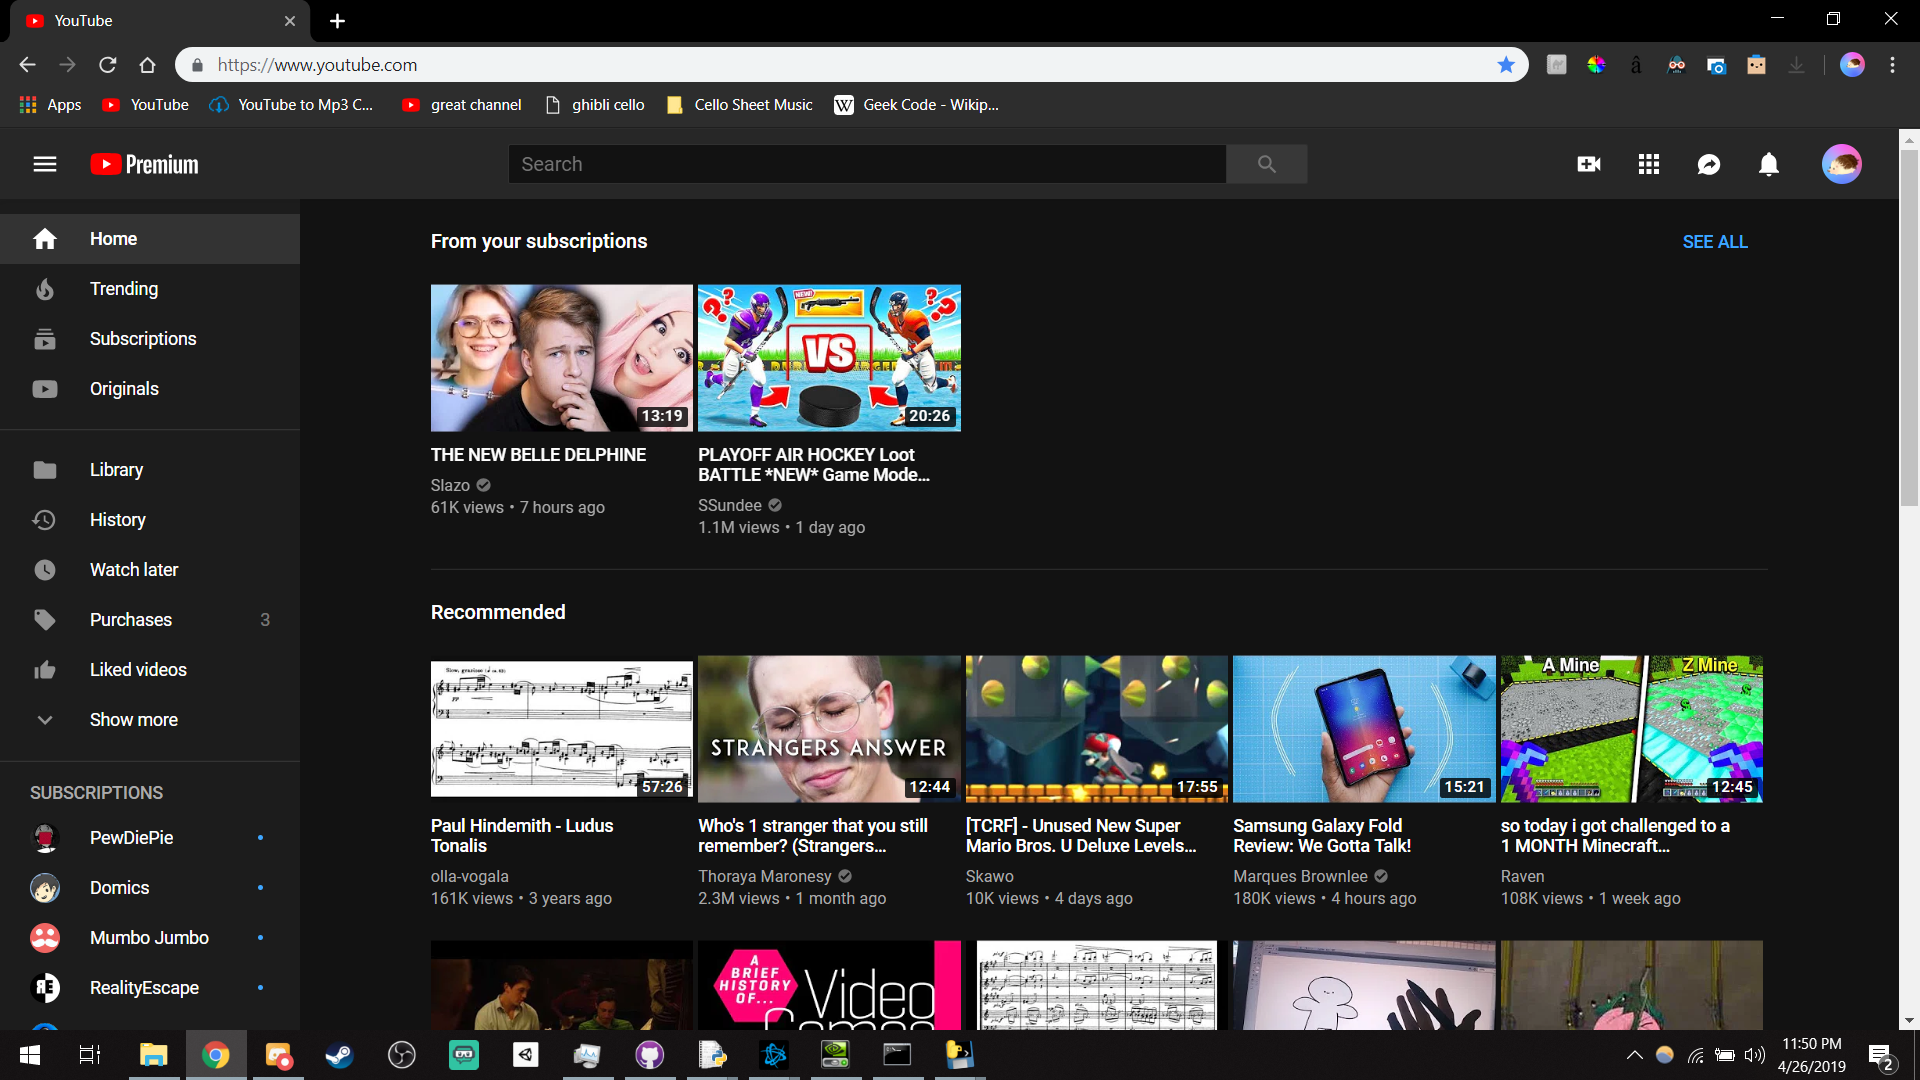 YouTube
https://www.youtube.com
Apps
YouTube
YouTube to Mp3 C...
great channel
ghibli cello
Cello Sheet Music
W
Geek Code - Wikip...
Premium
Search
Home
Trending
Subscriptions
Originals
Library
History
Watch later
Purchases 3
Liked videos
Show more
SUBSCRIPTIONS
PewDiePie
Domics
Mumbo Jumbo
RealityEscape
From your subscriptions
SEE ALL
13:19
THE NEW BELLE DELPHINE
Slazo
61K views • 7 hours ago
NEW!
VS
20:26
PLAYOFF AIR HOCKEY Loot
BATTLE *NEW* Game Mode...
SSundee
1.1M views • 1 day ago
Recommended
57:26
Paul Hindemith - Ludus
Tonalis
olla-vogala
161K views • 3 years ago
STRANGERS ANSWER
12:44
Who's 1 stranger that you still
remember? (Strangers...
Thoraya Maronesy
2.3M views • 1 month ago
17:55
[TCRF] - Unused New Super
Mario Bros. U Deluxe Levels...
Skawo
10K views • 4 days ago
15:21
Samsung Galaxy Fold
Review: We Gotta Talk!
Marques Brownlee
180K views • 4 hours ago
A Mine
Z Mine
12:45
so today i got challenged to a
1 MONTH Minecraft...
Raven
108K views • 1 week ago
A
BRIEF
HISTORY
OF...
Video
Games
11:50 PM
4/26/2019
2